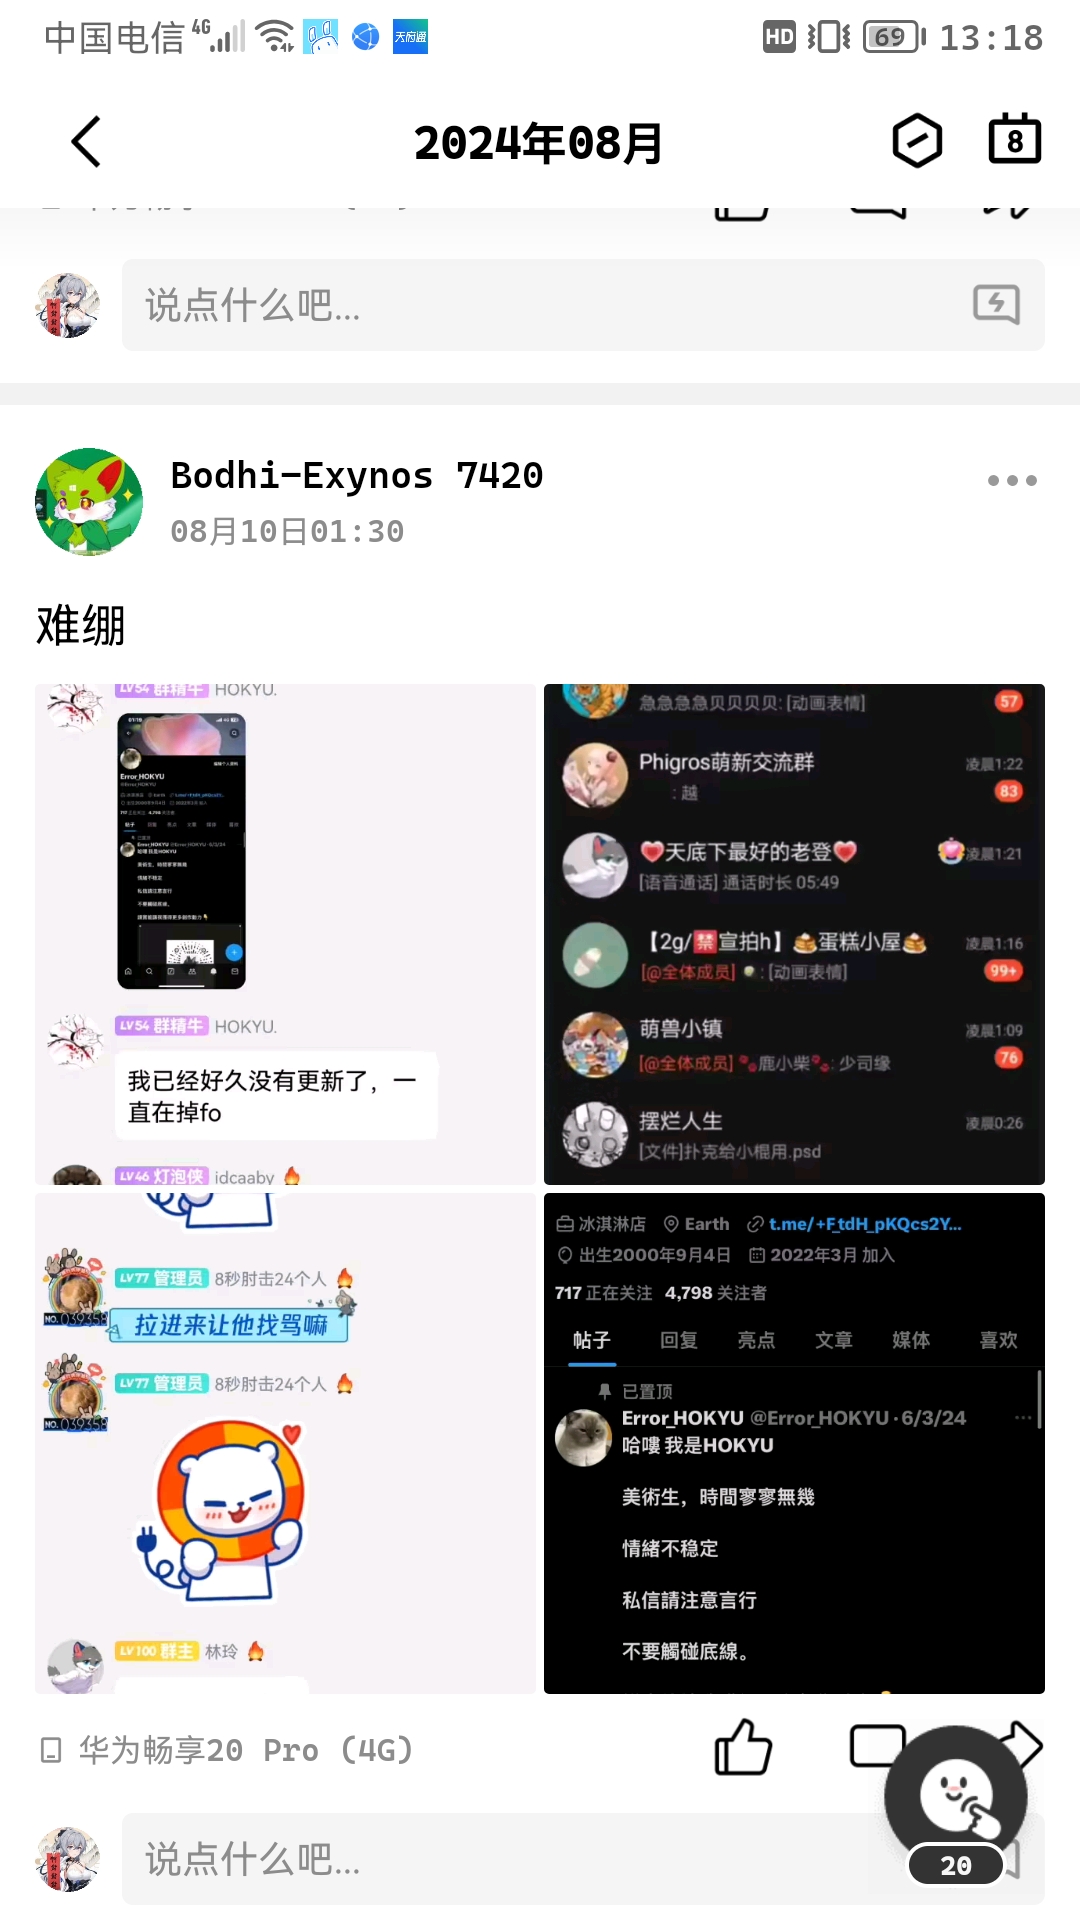 中国电信 4G HD 69 13:18
天府通
2024年08月
8
说点什么吧...
Bodhi-Exynos 7420
08月10日01:30
难绷
LV54 群精牛 HOKYU.
Error_HOKYU
LV54 群精牛 HOKYU.
我已经好久没有更新了，一
直在掉fo
LV46 灯泡侠 idcaaby
急急急急贝贝贝贝: [动画表情]
57
Phigros萌新交流群 凌晨1:22
: 越 83
天底下最好的老登 凌晨1:21
[语音通话] 通话时长 05:49
【2g/禁宣拍h】蛋糕小屋 凌晨1:16
[@全体成员] : [动画表情] 99+
萌兽小镇 凌晨1:09
[@全体成员] 鹿小柴: 少司缘 76
摆烂人生 凌晨0:26
[文件]扑克给小棍用.psd
LV77 管理员 8秒肘击24个人
NO.039358 拉进来让他找骂嘛
LV77 管理员 8秒肘击24个人
NO.039358
LV100 群主 林玲
冰淇淋店 Earth t.me/+F_tdH_pKQcs2Y...
出生2000年9月4日 2022年3月 加入
717 正在关注 4,798 关注者
帖子 回复 亮点 文章 媒体 喜欢
已置顶
Error_HOKYU @Error_HOKYU · 6/3/24 ...
哈嘍 我是HOKYU
美術生，時間寥寥無幾
情緒不稳定
私信請注意言行
不要觸碰底線。
华为畅享20 Pro (4G)
说点什么吧...
20